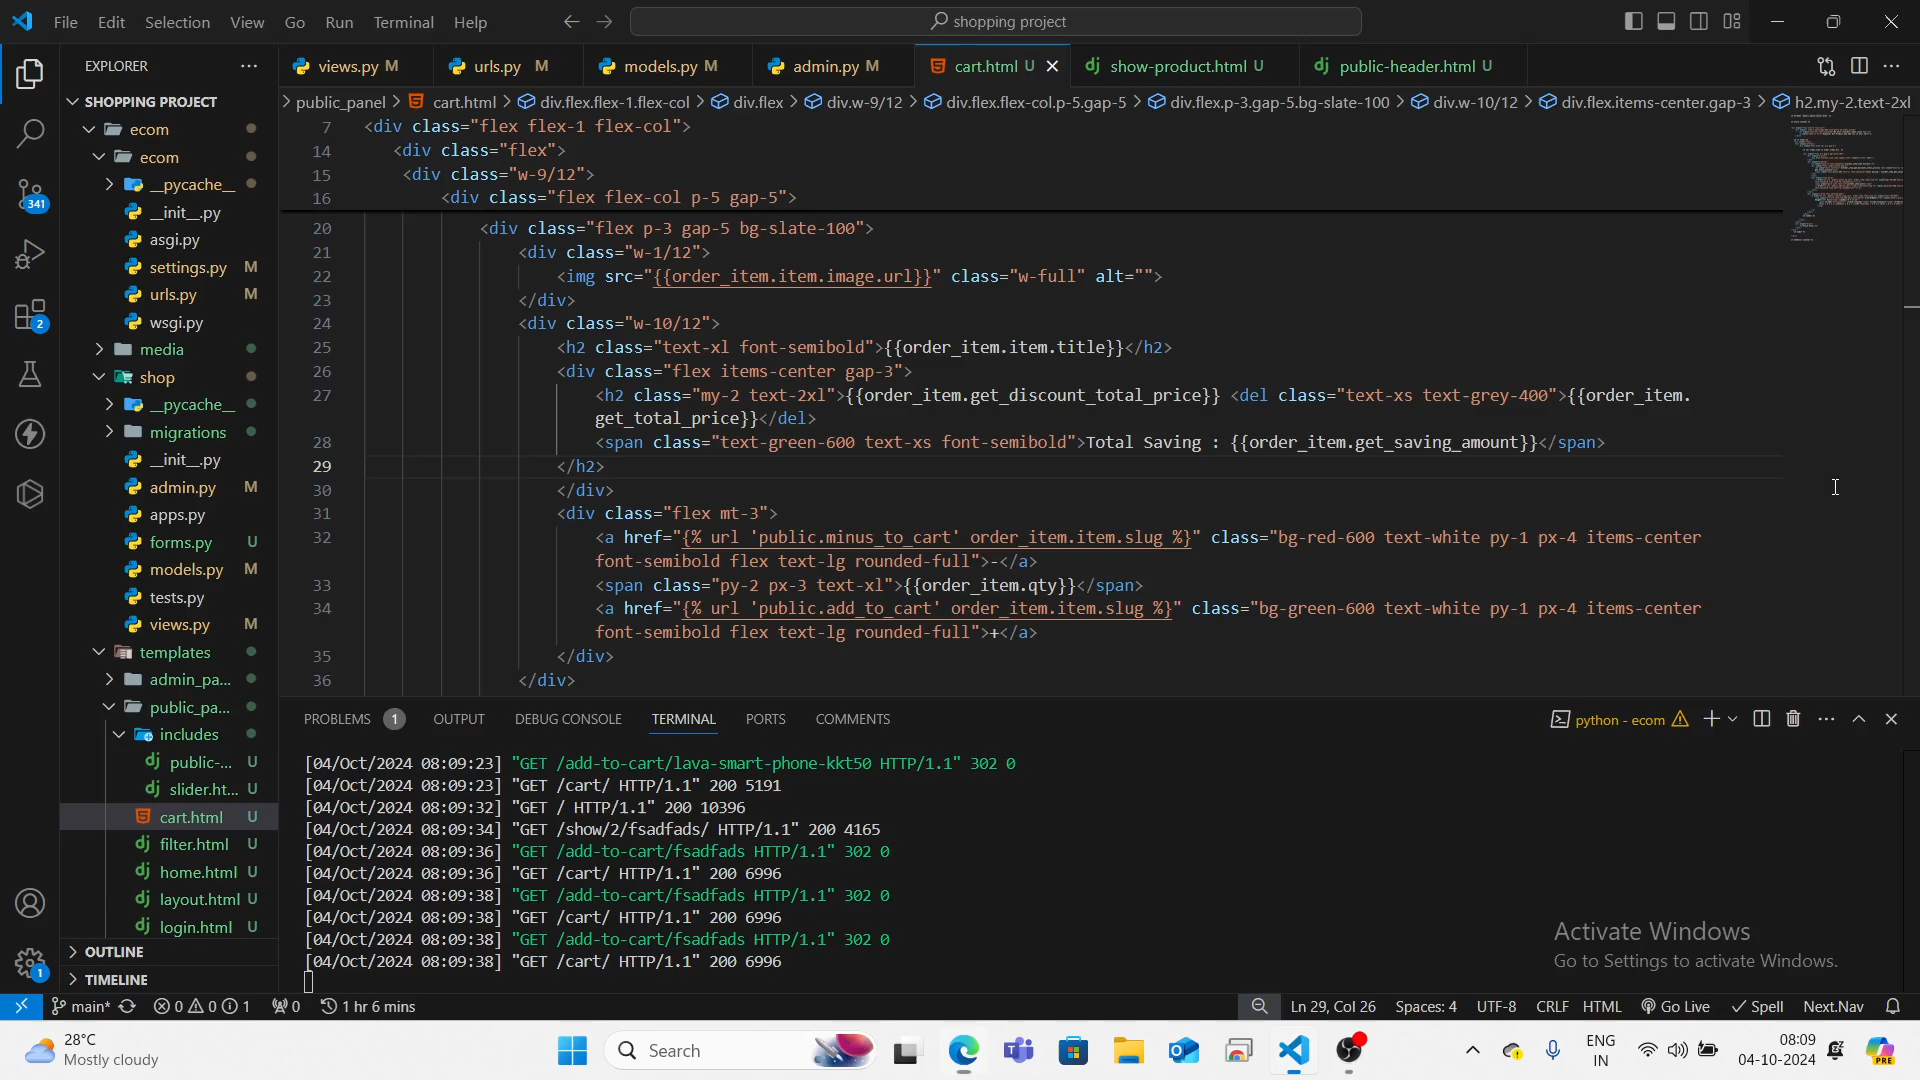 File Edit Selection View Go Run Terminal Help
shopping project
EXPLORER
views.py M
urls.py M
models.py M
admin.py M
cart.html U
show-product.html U
public-header.html U
SHOPPING PROJECT
public_panel > cart.html > div.flex.flex-1.flex-col > div.flex > div.w-9/12 > div.flex.flex-col.p-5.gap-5 > div.flex.p-3.gap-5.bg-slate-100 > div.w-10/12 > div.flex.items-center.gap-3 > h2.my-2.text-2xl
ecom
ecom
__pycache__
__init__.py
asgi.py
settings.py M
urls.py M
wsgi.py
media
shop
__pycache__
migrations
__init__.py
admin.py M
apps.py
forms.py U
models.py M
tests.py
views.py M
templates
admin_pa...
public_pa...
includes
public-... U
slider.ht... U
cart.html U
filter.html U
home.html U
layout.html U
login.html U
OUTLINE
TIMELINE
341
2
1
7 <div class="flex flex-1 flex-col">
14 <div class="flex">
15 <div class="w-9/12">
16 <div class="flex flex-col p-5 gap-5">
20 <div class="flex p-3 gap-5 bg-slate-100">
21 <div class="w-1/12">
22 <img src="{{order_item.item.image.url}}" class="w-full" alt="">
23 </div>
24 <div class="w-10/12">
25 <h2 class="text-xl font-semibold">{{order_item.item.title}}</h2>
26 <div class="flex items-center gap-3">
27 <h2 class="my-2 text-2xl">{{order_item.get_discount_total_price}} <del class="text-xs text-grey-400">{{order_item.
get_total_price}}</del>
28 <span class="text-green-600 text-xs font-semibold">Total Saving : {{order_item.get_saving_amount}}</span>
29 </h2>
30 </div>
31 <div class="flex mt-3">
32 <a href="{% url 'public.minus_to_cart' order_item.item.slug %}" class="bg-red-600 text-white py-1 px-4 items-center
font-semibold flex text-lg rounded-full">-</a>
33 <span class="py-2 px-3 text-xl">{{order_item.qty}}</span>
34 <a href="{% url 'public.add_to_cart' order_item.item.slug %}" class="bg-green-600 text-white py-1 px-4 items-center
font-semibold flex text-lg rounded-full">+</a>
35 </div>
36 </div>
PROBLEMS 1 OUTPUT DEBUG CONSOLE TERMINAL PORTS COMMENTS
python - ecom
[04/Oct/2024 08:09:23] "GET /add-to-cart/lava-smart-phone-kkt50 HTTP/1.1" 302 0
[04/Oct/2024 08:09:23] "GET /cart/ HTTP/1.1" 200 5191
[04/Oct/2024 08:09:32] "GET / HTTP/1.1" 200 10396
[04/Oct/2024 08:09:34] "GET /show/2/fsadfads/ HTTP/1.1" 200 4165
[04/Oct/2024 08:09:36] "GET /add-to-cart/fsadfads HTTP/1.1" 302 0
[04/Oct/2024 08:09:36] "GET /cart/ HTTP/1.1" 200 6996
[04/Oct/2024 08:09:38] "GET /add-to-cart/fsadfads HTTP/1.1" 302 0
[04/Oct/2024 08:09:38] "GET /cart/ HTTP/1.1" 200 6996
[04/Oct/2024 08:09:38] "GET /add-to-cart/fsadfads HTTP/1.1" 302 0
[04/Oct/2024 08:09:38] "GET /cart/ HTTP/1.1" 200 6996
Activate Windows
Go to Settings to activate Windows.
main* 0 0 1 0 1 hr 6 mins
Ln 29, Col 26 Spaces: 4 UTF-8 CRLF HTML Go Live Spell Next.Nav
28°C
Mostly cloudy
Search
ENG
IN
08:09
04-10-2024
PRE